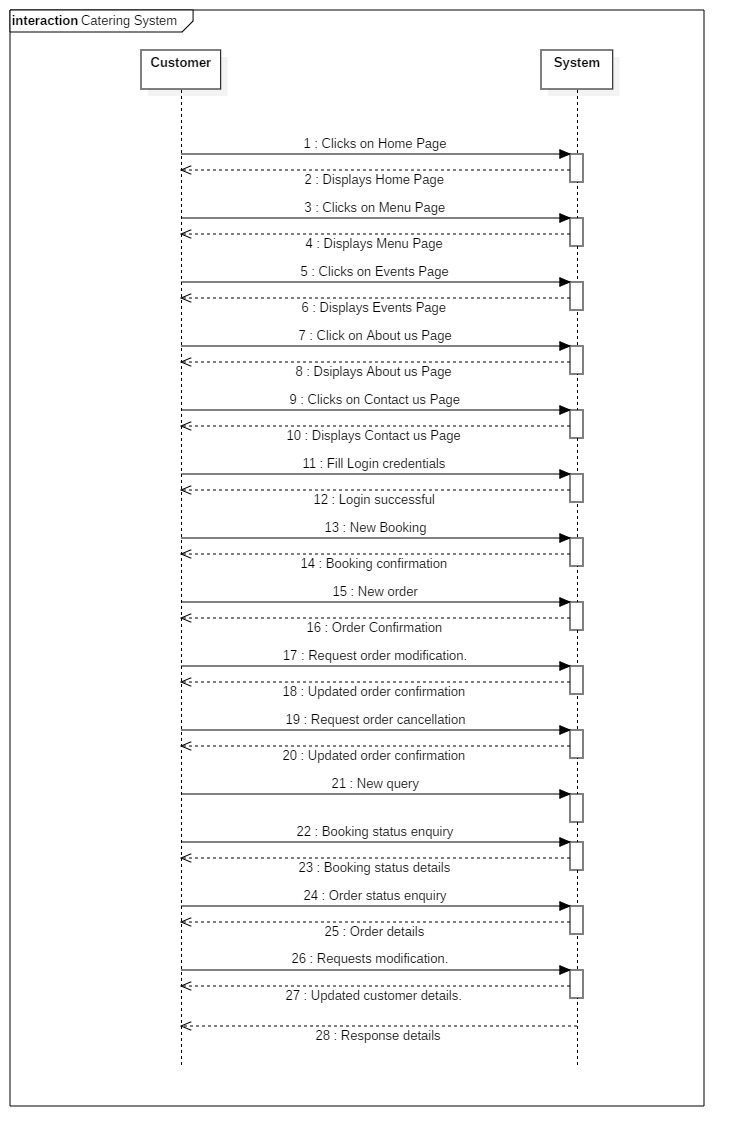 interaction Catering System
Customer
System
1 : Clicks on Home Page
2 : Displays Home Page
3 : Clicks on Menu Page
4 : Displays Menu Page
5 : Clicks on Events Page
6 : Displays Events Page
7 : Click on About us Page
8 : Dsiplays About us Page
9 : Clicks on Contact us Page
10 : Displays Contact us Page
11 : Fill Login credentials
12 : Login successful
13 : New Booking
14 : Booking confirmation
15 : New order
16 : Order Confirmation
17 : Request order modification.
18 : Updated order confirmation
19 : Request order cancellation
20 : Updated order confirmation
21 : New query
22 : Booking status enquiry
23 : Booking status details
24 : Order status enquiry
25 : Order details
26 : Requests modification.
27 : Updated customer details.
28 : Response details